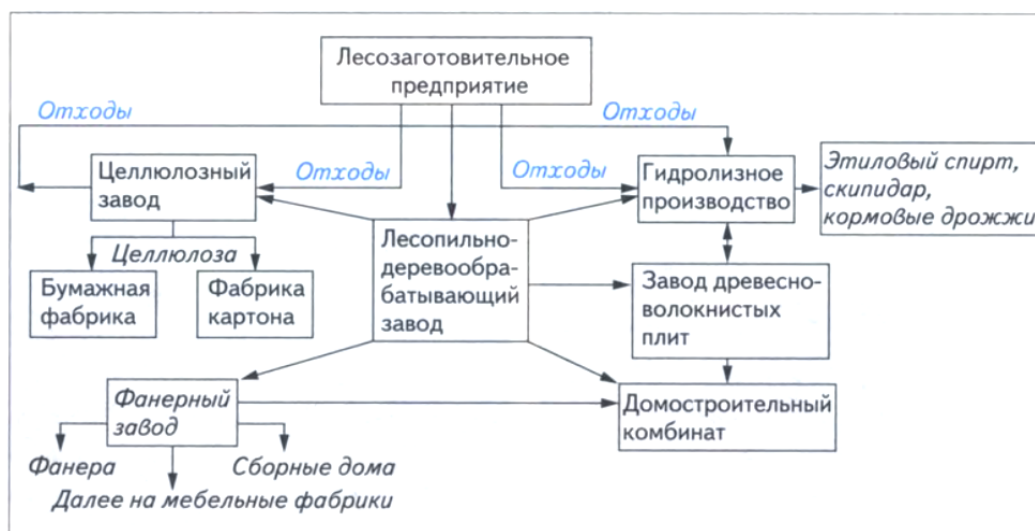 Лесозаготовительное
предприятие
Отходы
Отходы
Целлюлозный
завод
Отходы
Отходы
Гидролизное
производство
Этиловый спирт,
скипидар,
кормовые дрожжи
Целлюлоза
Бумажная
фабрика
Фабрика
картона
Лесопильно-
деревообра-
батывающий
завод
Завод древесно-
волокнистых
плит
Фанерный
завод
Домостроительный
комбинат
Фанера
Сборные дома
Далее на мебельные фабрики